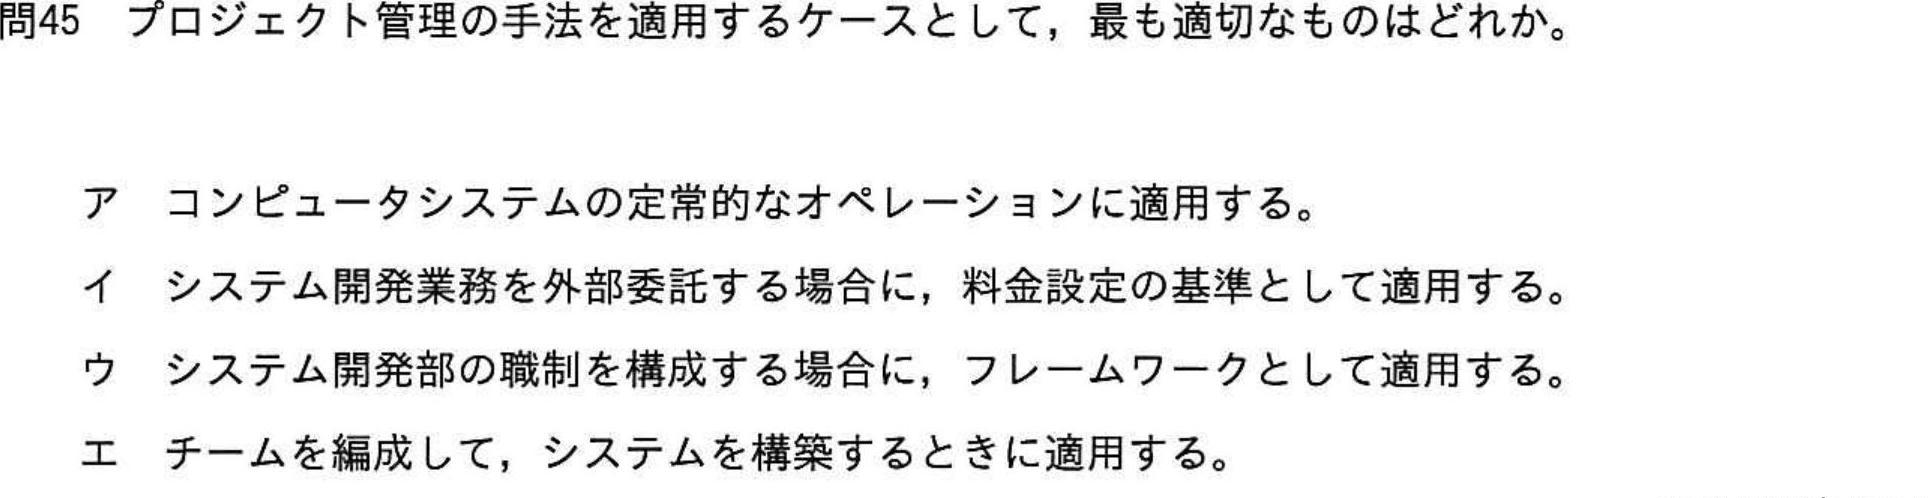 問45　プロジェクト管理の手法を適用するケースとして，最も適切なものはどれか。
ア　コンピュータシステムの定常的なオペレーションに適用する。
イ　システム開発業務を外部委託する場合に，料金設定の基準として適用する。
ウ　システム開発部の職制を構成する場合に，フレームワークとして適用する。
エ　チームを編成して，システムを構築するときに適用する。